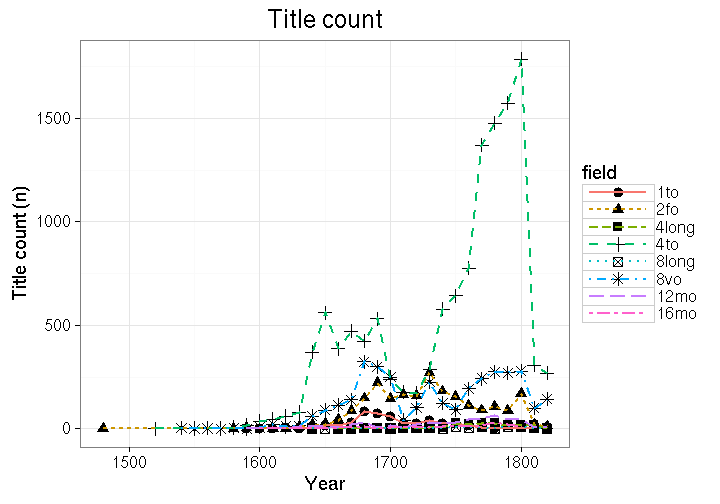 Title count
1500
1000
500
0
Title count (n)
1500
1600
1700
1800
Year
field
1to
2fo
4long
4to
8long
8vo
12mo
16mo